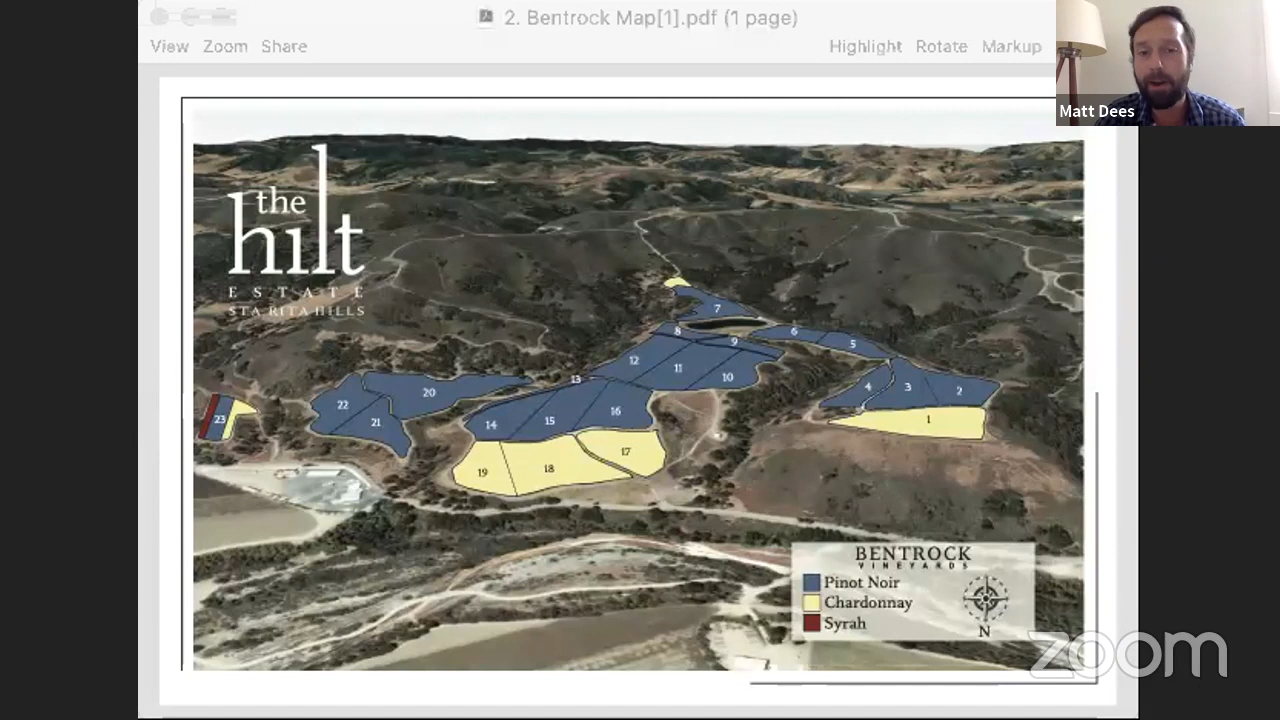 2. Bentrock Map[1].pdf (1 page)
View Zoom Share
Highlight Rotate Markup
Matt Dees
the
hilt
ESTATE
STA RITA HILLS
7
8
9
6
5
12
11
10
4
3
2
1
13
20
22
21
23
14
15
16
17
18
19
BENTROCK
VINEYARDS
Pinot Noir
Chardonnay
Syrah
N
zoom